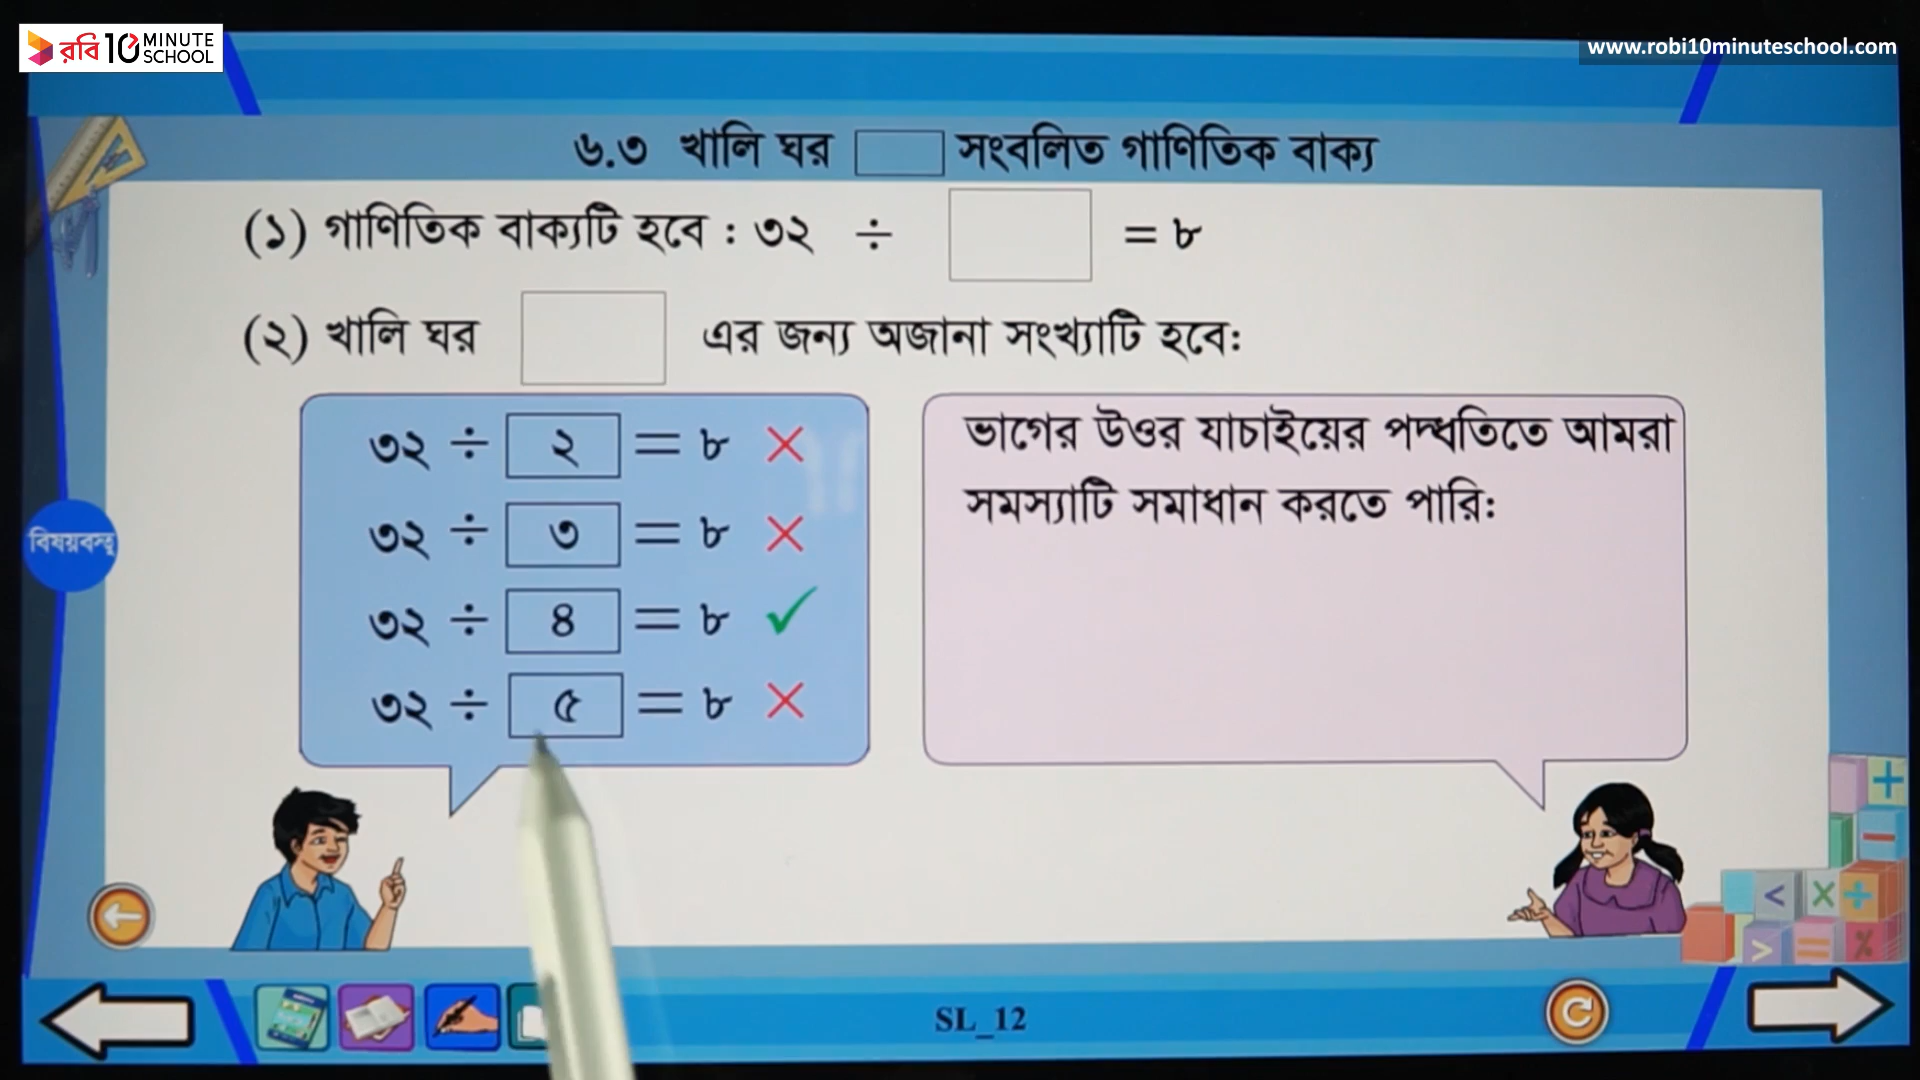 রবি 10 MINUTE SCHOOL
www.robi10minuteschool.com
৬.৩ খালি ঘর সংবলিত গাণিতিক বাক্য
(১) গাণিতিক বাক্যটি হবে : ৩২ ÷ = ৮
(২) খালি ঘর এর জন্য অজানা সংখ্যাটি হবে:
৩২ ÷ ২ = ৮ ×
৩২ ÷ ৩ = ৮ ×
৩২ ÷ ৪ = ৮ ✓
৩২ ÷ ৫ = ৮ ×
ভাগের উওর যাচাইয়ের পদ্ধতিতে আমরা
সমস্যাটি সমাধান করতে পারি:
বিষয়বস্তু
+
−
< × ÷
> = %
SL_12